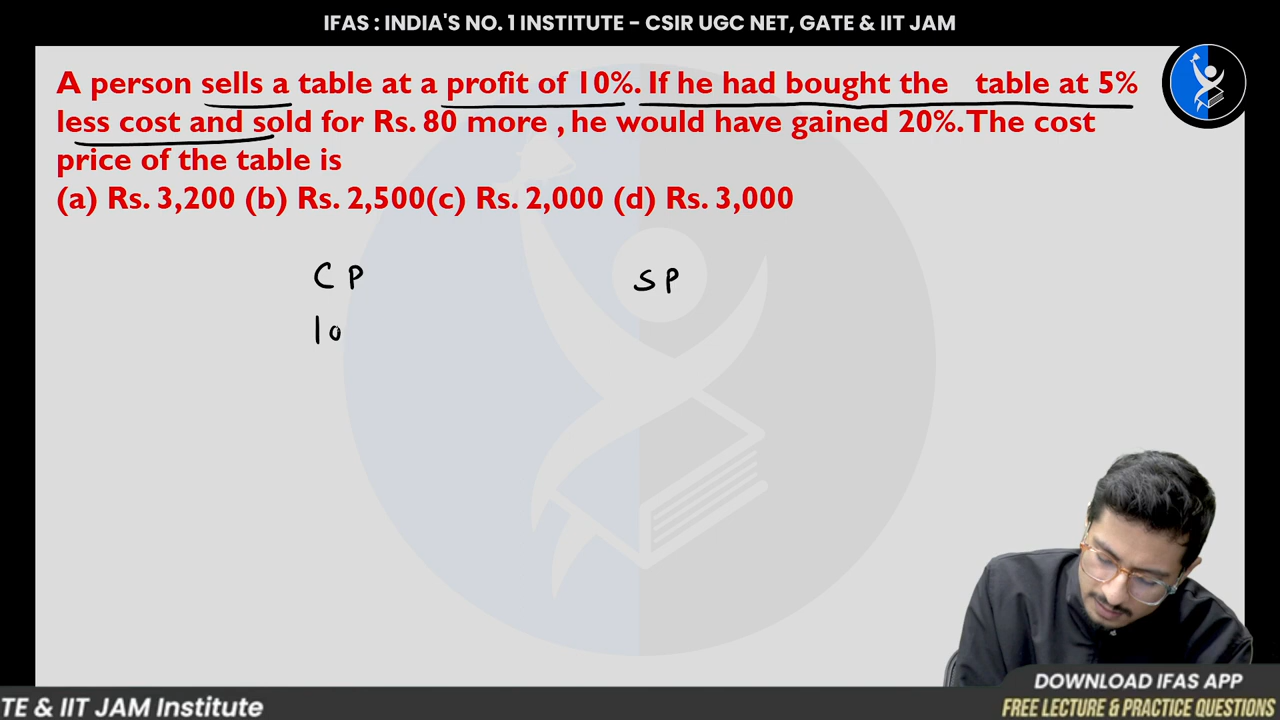 IFAS : INDIA'S NO. 1 INSTITUTE – CSIR UGC NET, GATE & IIT JAM
A person sells a table at a profit of 10%. If he had bought the table at 5%
less cost and sold for Rs. 80 more , he would have gained 20%. The cost
price of the table is
(a) Rs. 3,200 (b) Rs. 2,500(c) Rs. 2,000 (d) Rs. 3,000
C P S P
10
DOWNLOAD IFAS APP
TE & IIT JAM Institute
FREE LECTURE & PRACTICE QUESTIONS